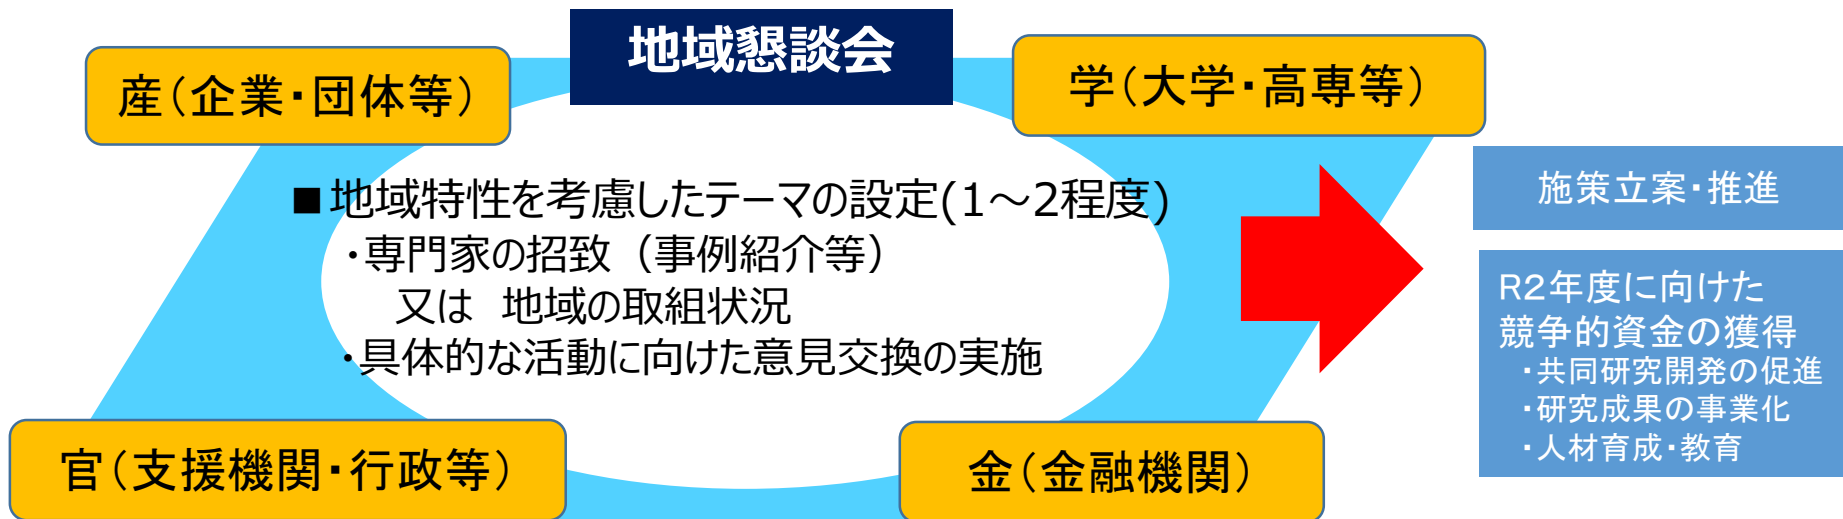 地域懇談会
産(企業・団体等)
学(大学・高専等)
■地域特性を考慮したテーマの設定(1～2程度)
・専門家の招致（事例紹介等）
又は　地域の取組状況
・具体的な活動に向けた意見交換の実施
官(支援機関・行政等)
金(金融機関)
施策立案・推進
R2年度に向けた
競争的資金の獲得
・共同研究開発の促進
・研究成果の事業化
・人材育成・教育